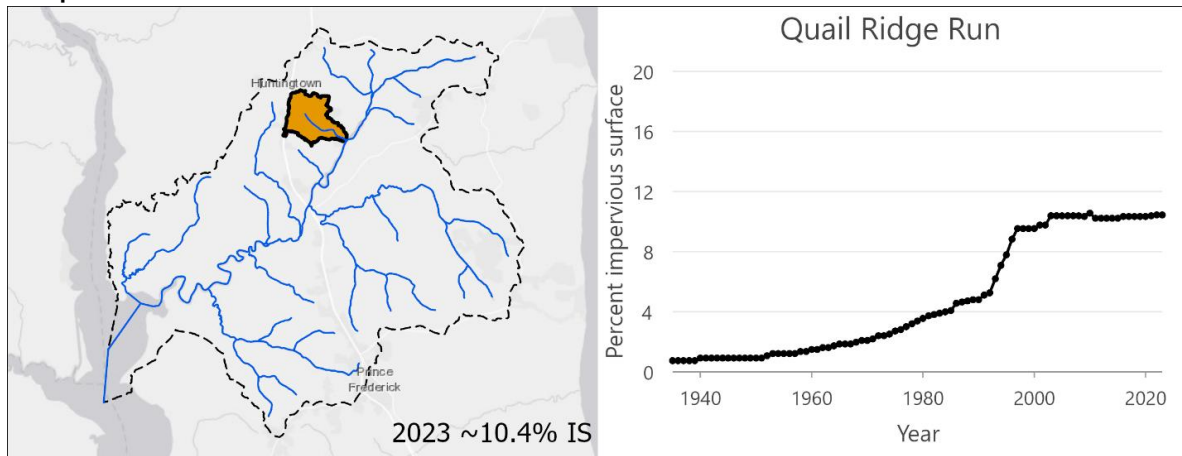 Huntingtown
Prince
Frederick
2023 ~10.4% IS
Quail Ridge Run
Percent impervious surface
20
16
12
8
4
0
1940 1960 1980 2000 2020
Year